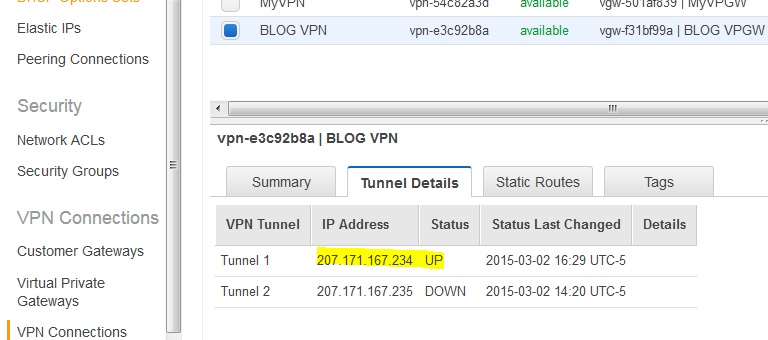 DHCP Options Sets
Elastic IPs
Peering Connections
Security
Network ACLs
Security Groups
VPN Connections
Customer Gateways
Virtual Private
Gateways
VPN Connections
MyVPN vpn-54c82a3d available vgw-501af839 | MyVPGW
BLOG VPN vpn-e3c92b8a available vgw-f31bf99a | BLOG VPGW
vpn-e3c92b8a | BLOG VPN
Summary Tunnel Details Static Routes Tags
VPN Tunnel IP Address Status Status Last Changed Details
Tunnel 1 207.171.167.234 UP 2015-03-02 16:29 UTC-5
Tunnel 2 207.171.167.235 DOWN 2015-03-02 14:20 UTC-5